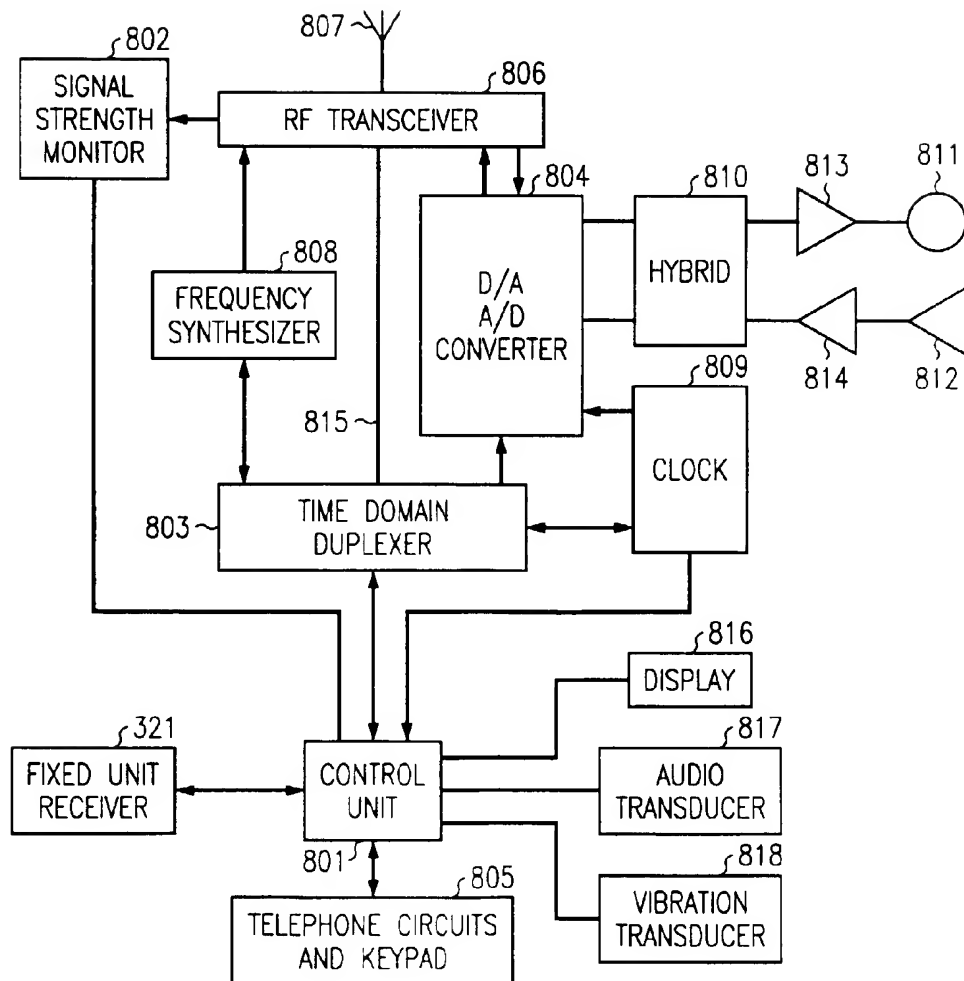 807
802
806
SIGNAL
STRENGTH
MONITOR
RF TRANSCEIVER
804
810
813
811
808
FREQUENCY
SYNTHESIZER
D/A
A/D
CONVERTER
HYBRID
814
812
809
815
CLOCK
803
TIME DOMAIN
DUPLEXER
816
DISPLAY
321
FIXED UNIT
RECEIVER
CONTROL
UNIT
801
817
AUDIO
TRANSDUCER
805
TELEPHONE CIRCUITS
AND KEYPAD
818
VIBRATION
TRANSDUCER